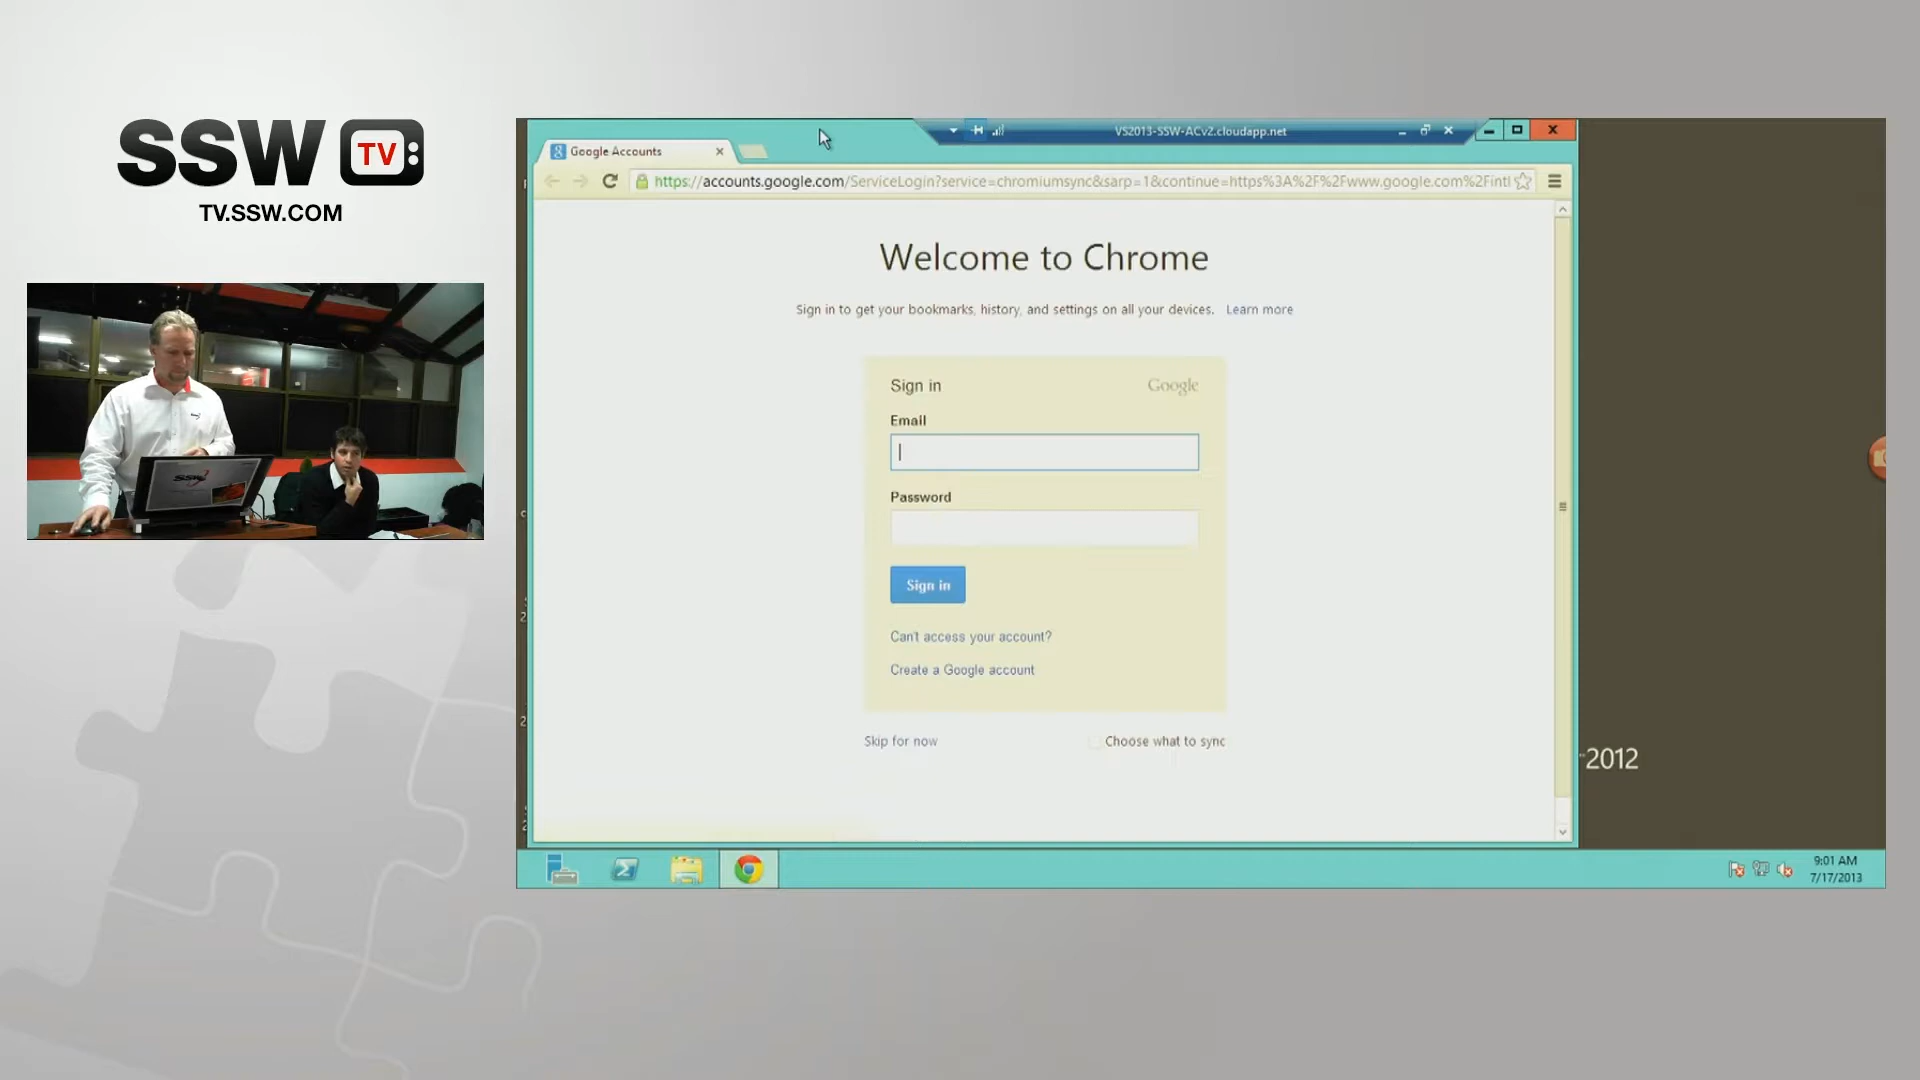 SSW TV:
TV.SSW.COM
VS2013-SSW-ACv2.cloudapp.net
Google Accounts
https://accounts.google.com/ServiceLogin?service=chromiumsync&sarp=1&continue=https%3A%2F%2Fwww.google.com%2Fintl
Welcome to Chrome
Sign in to get your bookmarks, history, and settings on all your devices. Learn more
Sign in Google
Email
Password
Sign in
Can't access your account?
Create a Google account
Skip for now Choose what to sync
2012
9:01 AM
7/17/2013
SSW